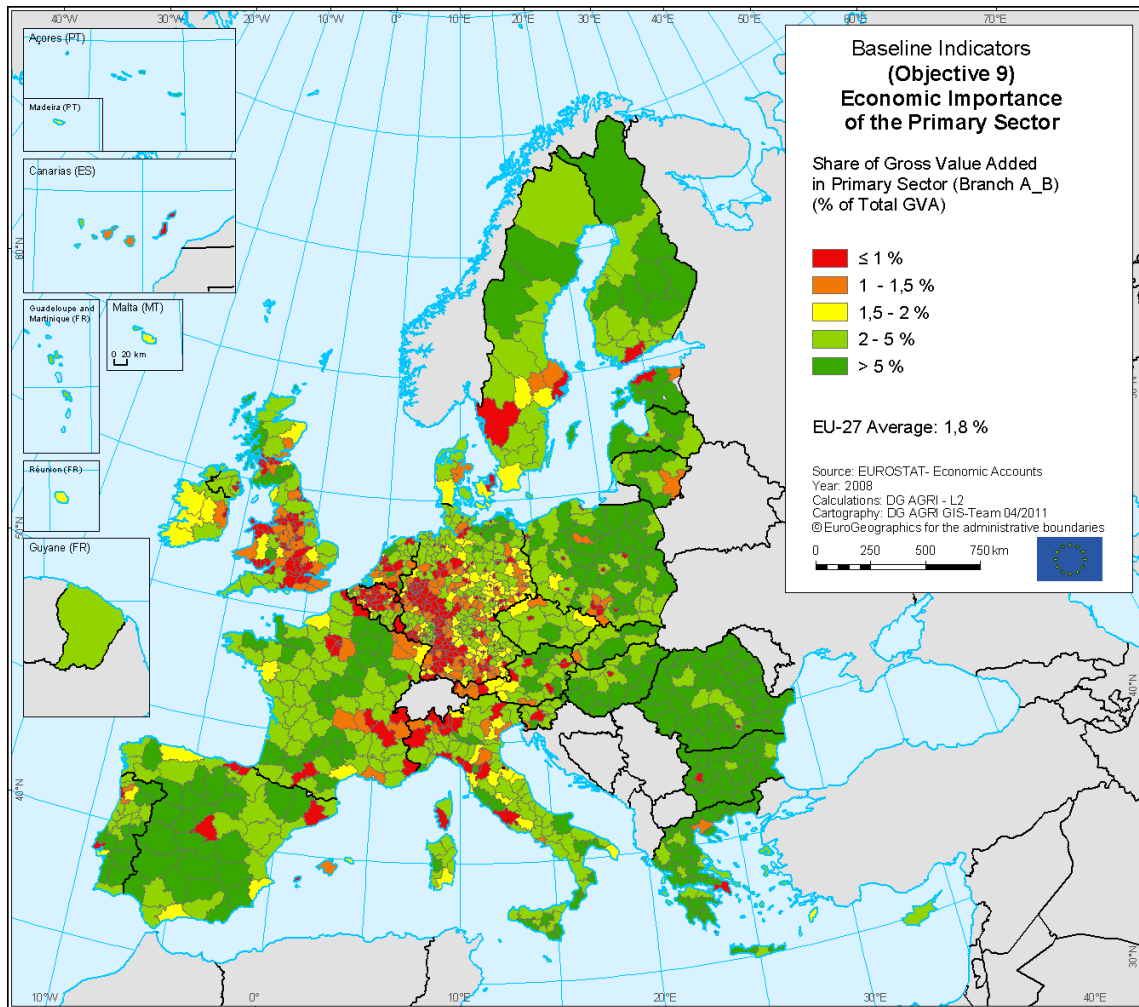 40°W
30°W
20°W
10°W
0°
10°E
20°E
30°E
40°E
50°E
60°E
70°E
Açores (PT)
Madeira (PT)
Canarias (ES)
Guadeloupe and
Martinique (FR)
Malta (MT)
0 20 km
Réunion (FR)
Guyane (FR)
Baseline Indicators
(Objective 9)
Economic Importance
of the Primary Sector
Share of Gross Value Added
in Primary Sector (Branch A_B)
(% of Total GVA)
≤ 1 %
1 - 1,5 %
1,5 - 2 %
2 - 5 %
> 5 %
EU-27 Average: 1,8 %
Source: EUROSTAT- Economic Accounts
Year: 2008
Calculations: DG AGRI - L2
Cartography: DG AGRI GIS-Team 04/2011
© EuroGeographics for the administrative boundaries
0 250 500 750 km
60°N
50°N
40°N
40°N
30°N
10°W
0°
10°E
20°E
30°E
40°E